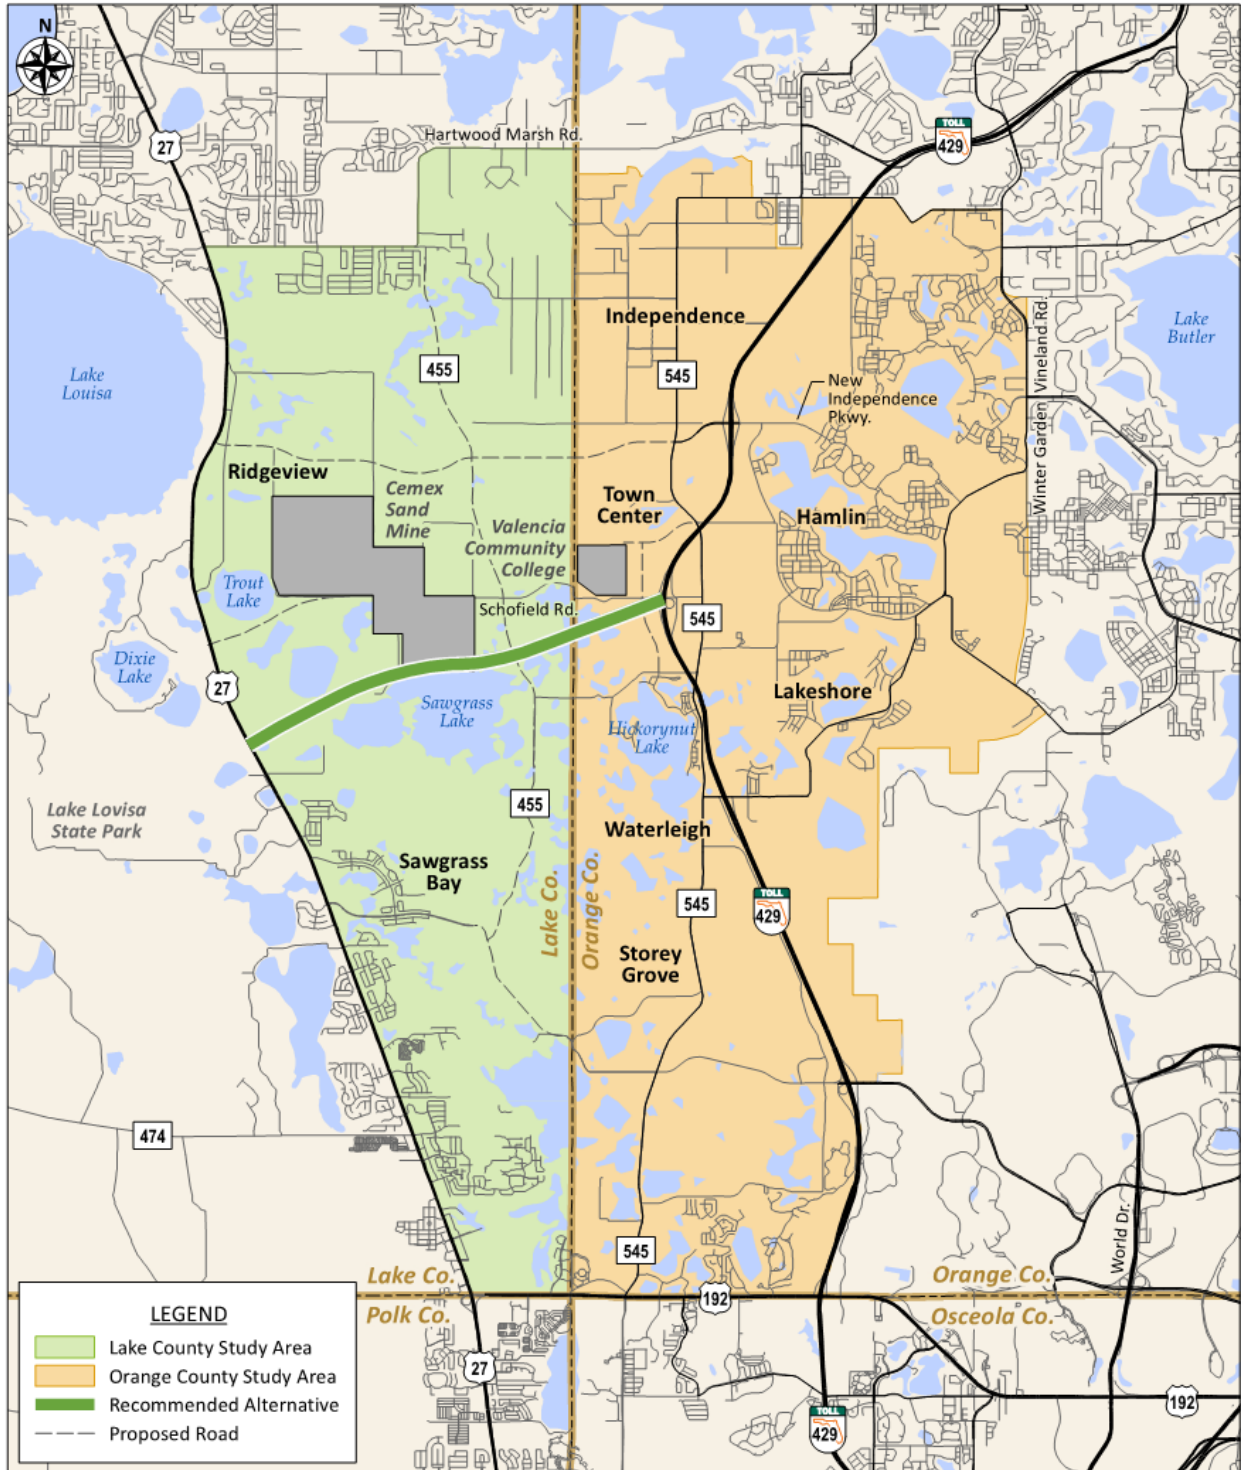 N
Hartwood Marsh Rd.
27
TOLL
429
Independence
Lake
Butler
Lake
Louisa
455
545
New
Independence
Pkwy.
Winter Garden Vineland Rd.
Ridgeview
Cemex
Sand
Mine
Town
Center
Hamlin
Valencia
Community
College
Trout
Lake
Schofield Rd.
545
Dixie
Lake
27
Sawgrass
Lake
Lakeshore
Hickorynut
Lake
Lake Lovisa
State Park
455
Waterleigh
Sawgrass
Bay
Lake Co.
Orange Co.
545
TOLL
429
Storey
Grove
474
World Dr.
545
Lake Co.
Polk Co.
192
Orange Co.
Osceola Co.
27
192
TOLL
429
LEGEND
Lake County Study Area
Orange County Study Area
Recommended Alternative
Proposed Road